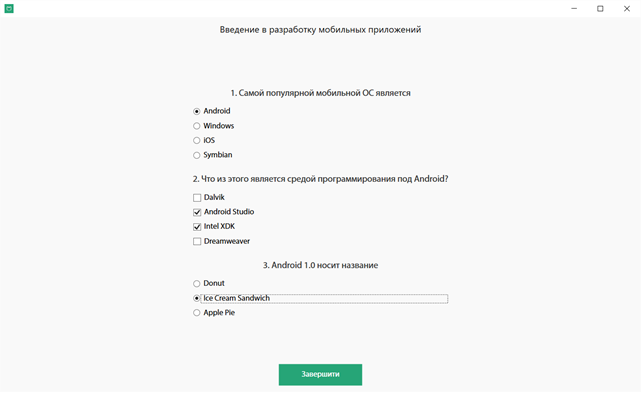 Введение в разработку мобильных приложений
1. Самой популярной мобильной ОС является
Android
Windows
iOS
Symbian
2. Что из этого является средой программирования под Android?
Dalvik
Android Studio
Intel XDK
Dreamweaver
3. Android 1.0 носит название
Donut
Ice Cream Sandwich
Apple Pie
Завершити